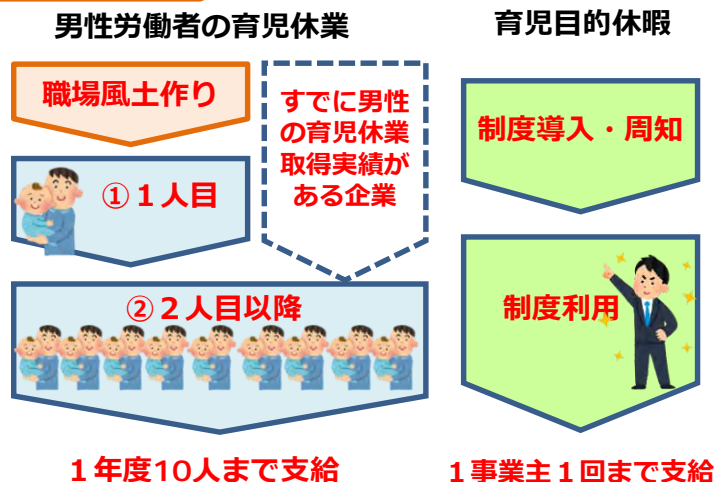 男性労働者の育児休業
職場風土作り
①１人目
すでに男性
の育児休業
取得実績が
ある企業
②２人目以降
１年度10人まで支給
育児目的休暇
制度導入・周知
制度利用
１事業主１回まで支給